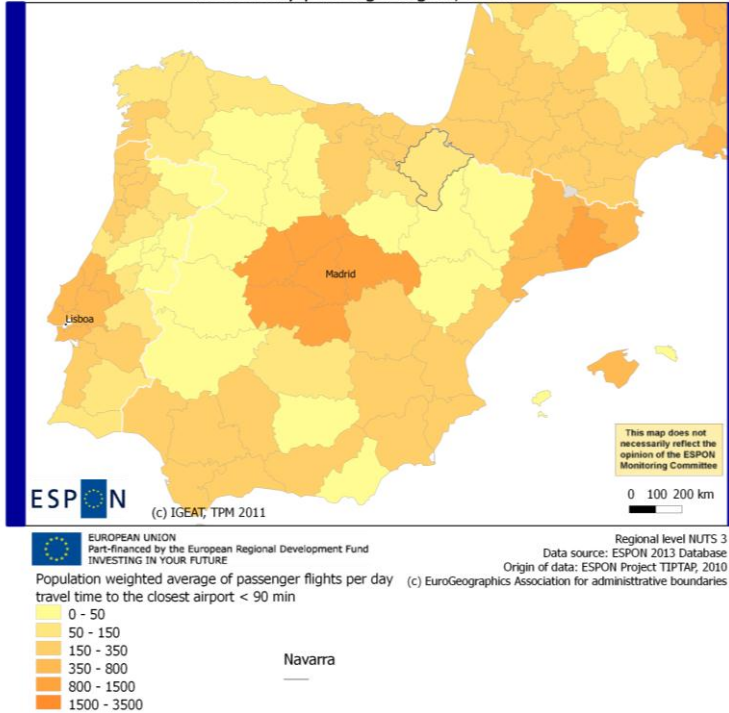 Madrid
Lisboa
This map does not
necessarily reflect the
opinion of the ESPON
Monitoring Committee
0 100 200 km
ESPON
(c) IGEAT, TPM 2011
EUROPEAN UNION
Part-financed by the European Regional Development Fund
INVESTING IN YOUR FUTURE
Regional level NUTS 3
Data source: ESPON 2013 Database
Origin of data: ESPON Project TIPTAP, 2010
(c) EuroGeographics Association for administtrative boundaries
Population weighted average of passenger flights per day
travel time to the closest airport < 90 min
0 - 50
50 - 150
150 - 350
350 - 800
800 - 1500
1500 - 3500
Navarra